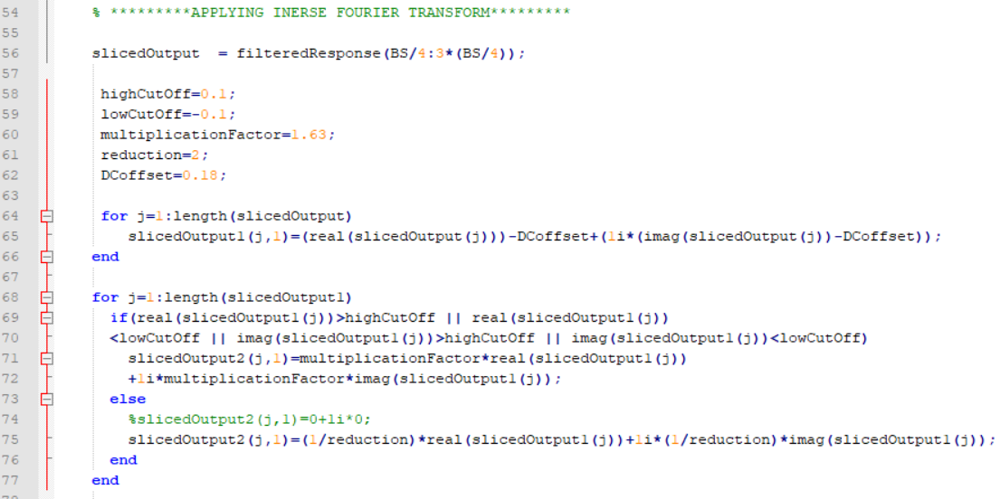 54 % *********APPLYING INERSE FOURIER TRANSFORM*********
55
56 slicedOutput  = filteredResponse(BS/4:3*(BS/4));
57
58 highCutOff=0.1;
59 lowCutOff=-0.1;
60 multiplicationFactor=1.63;
61 reduction=2;
62 DCoffset=0.18;
63
64 for j=1:length(slicedOutput)
65 slicedOutput1(j,1)=(real(slicedOutput(j)))-DCoffset+(1i*(imag(slicedOutput(j))-DCoffset));
66 end
67
68 for j=1:length(slicedOutput1)
69 if(real(slicedOutput1(j))>highCutOff || real(slicedOutput1(j))
70 <lowCutOff || imag(slicedOutput1(j))>highCutOff || imag(slicedOutput1(j))<lowCutOff)
71 slicedOutput2(j,1)=multiplicationFactor*real(slicedOutput1(j))
72 +1i*multiplicationFactor*imag(slicedOutput1(j));
73 else
74 %slicedOutput2(j,1)=0+1i*0;
75 slicedOutput2(j,1)=(1/reduction)*real(slicedOutput1(j))+1i*(1/reduction)*imag(slicedOutput1(j));
76 end
77 end